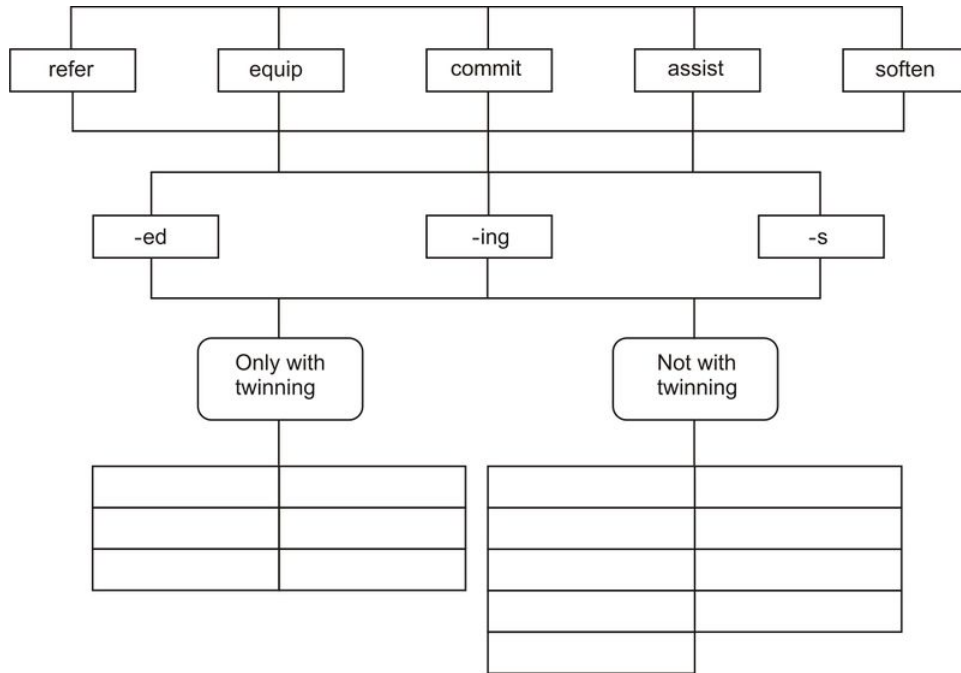 refer
equip
commit
assist
soften
-ed
-ing
-s
Only with
twinning
Not with
twinning